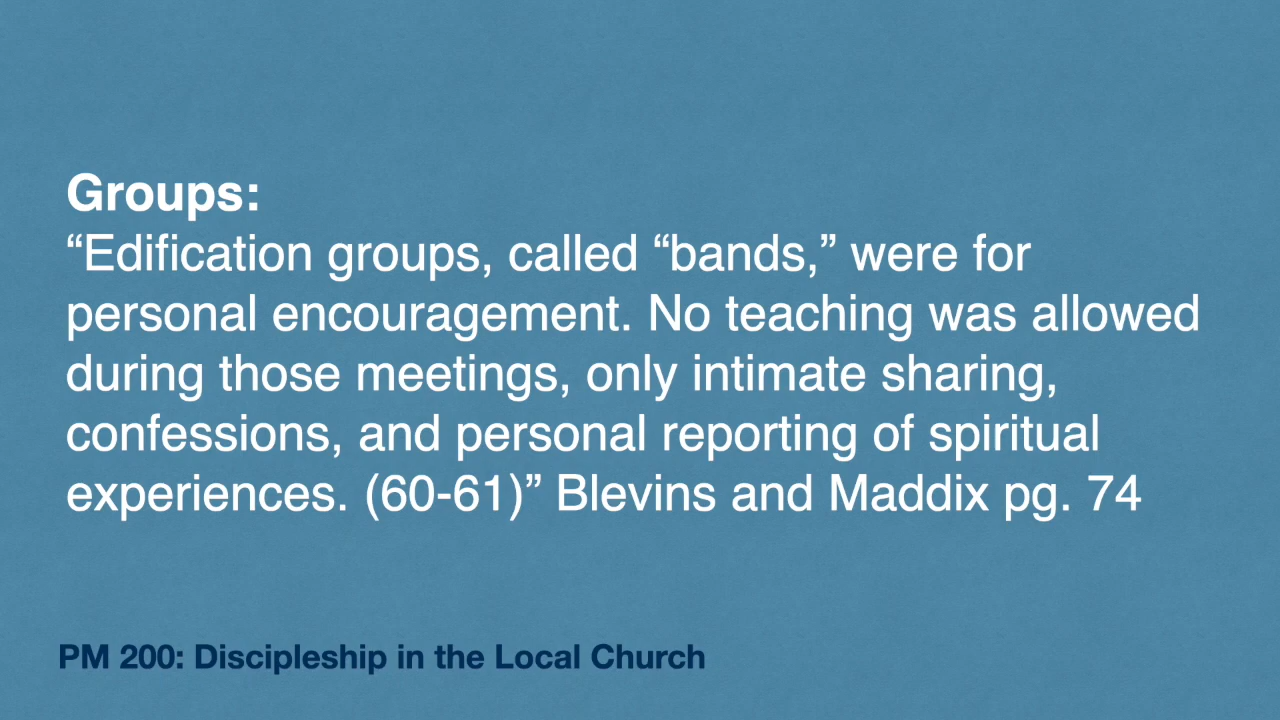 Groups:
“Edification groups, called “bands,” were for
personal encouragement. No teaching was allowed
during those meetings, only intimate sharing,
confessions, and personal reporting of spiritual
experiences. (60-61)” Blevins and Maddix pg. 74
PM 200: Discipleship in the Local Church